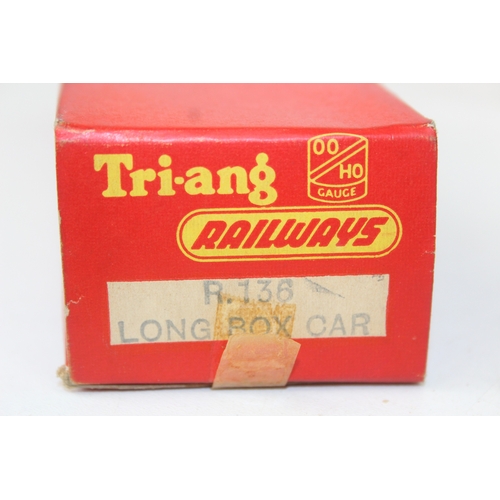 Tri-ang
OO/HO
GAUGE
RAILWAYS
R.136
LONG BOX CAR